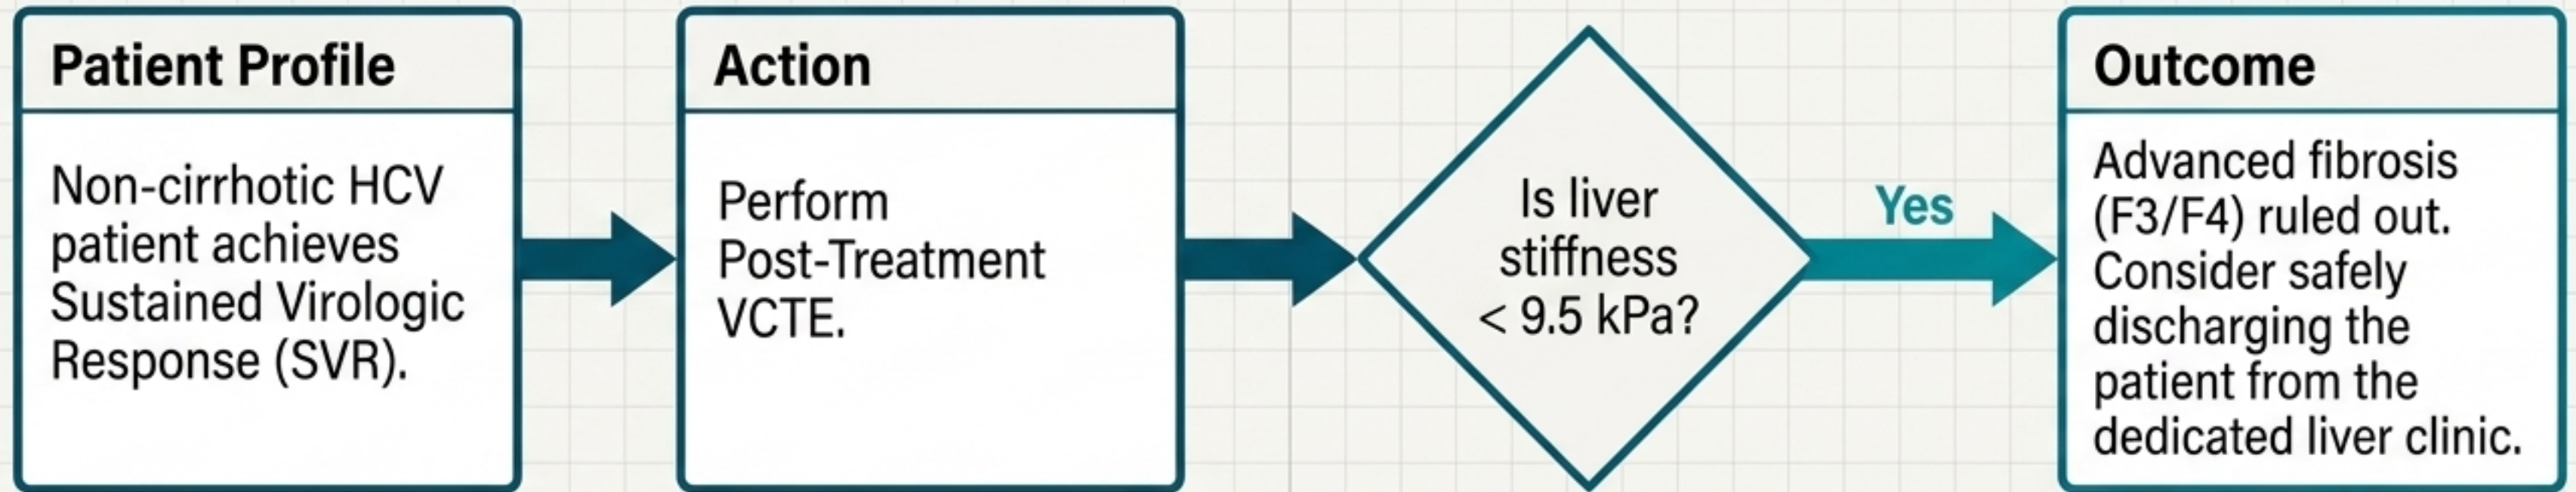 Patient Profile
Non-cirrhotic HCV
patient achieves
Sustained Virologic
Response (SVR).
Action
Perform
Post-Treatment
VCTE.
Is liver
stiffness
< 9.5 kPa?
Yes
Outcome
Advanced fibrosis
(F3/F4) ruled out.
Consider safely
discharging the
patient from the
dedicated liver clinic.